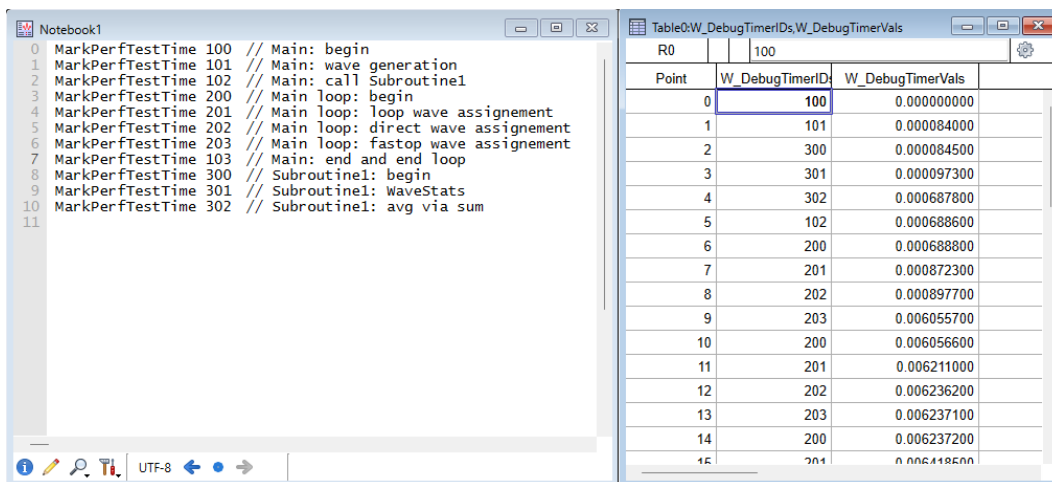 Notebook1
0 MarkPerfTestTime 100 // Main: begin
1 MarkPerfTestTime 101 // Main: wave generation
2 MarkPerfTestTime 102 // Main: call Subroutine1
3 MarkPerfTestTime 200 // Main loop: begin
4 MarkPerfTestTime 201 // Main loop: loop wave assignement
5 MarkPerfTestTime 202 // Main loop: direct wave assignement
6 MarkPerfTestTime 203 // Main loop: fastop wave assignement
7 MarkPerfTestTime 103 // Main: end and end loop
8 MarkPerfTestTime 300 // Subroutine1: begin
9 MarkPerfTestTime 301 // Subroutine1: WaveStats
10 MarkPerfTestTime 302 // Subroutine1: avg via sum
11
UTF-8
Table0:W_DebugTimerIDs,W_DebugTimerVals
R0 100
Point W_DebugTimerIDs W_DebugTimerVals
0 100 0.000000000
1 101 0.000084000
2 300 0.000084500
3 301 0.000097300
4 302 0.000687800
5 102 0.000688600
6 200 0.000688800
7 201 0.000872300
8 202 0.000897700
9 203 0.006055700
10 200 0.006056600
11 201 0.006211000
12 202 0.006236200
13 203 0.006237100
14 200 0.006237200
15 201 0.006418500